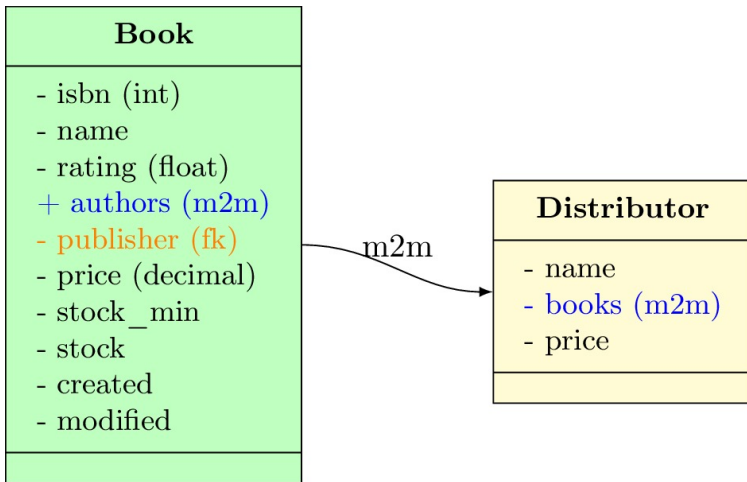 Book
- isbn (int)
- name
- rating (float)
+ authors (m2m)
- publisher (fk)
- price (decimal)
- stock_min
- stock
- created
- modified
m2m
Distributor
- name
- books (m2m)
- price